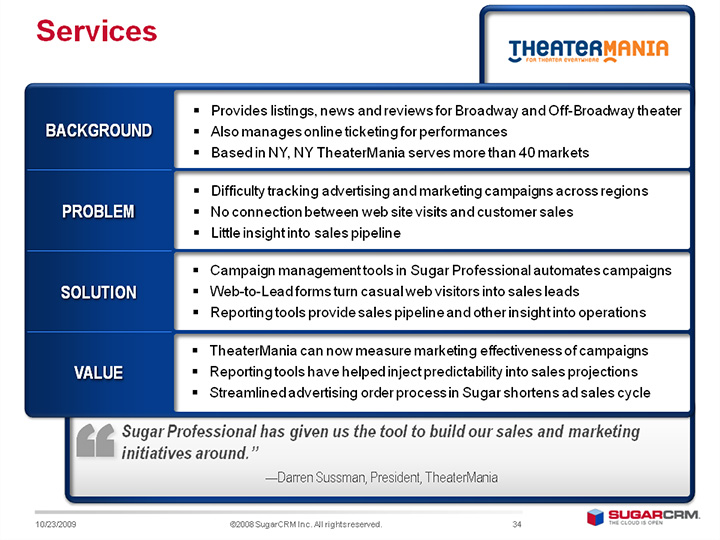 Services
THEATERMANIA
FOR THEATER EVERYWHERE
BACKGROUND
▪ Provides listings, news and reviews for Broadway and Off-Broadway theater
▪ Also manages online ticketing for performances
▪ Based in NY, NY TheaterMania serves more than 40 markets
PROBLEM
▪ Difficulty tracking advertising and marketing campaigns across regions
▪ No connection between web site visits and customer sales
▪ Little insight into sales pipeline
SOLUTION
▪ Campaign management tools in Sugar Professional automates campaigns
▪ Web-to-Lead forms turn casual web visitors into sales leads
▪ Reporting tools provide sales pipeline and other insight into operations
VALUE
▪ TheaterMania can now measure marketing effectiveness of campaigns
▪ Reporting tools have helped inject predictability into sales projections
▪ Streamlined advertising order process in Sugar shortens ad sales cycle
“Sugar Professional has given us the tool to build our sales and marketing
initiatives around.”
—Darren Sussman, President, TheaterMania
10/23/2009 ©2008 SugarCRM Inc. All rights reserved. 34
SUGARCRM.
THE CLOUD IS OPEN